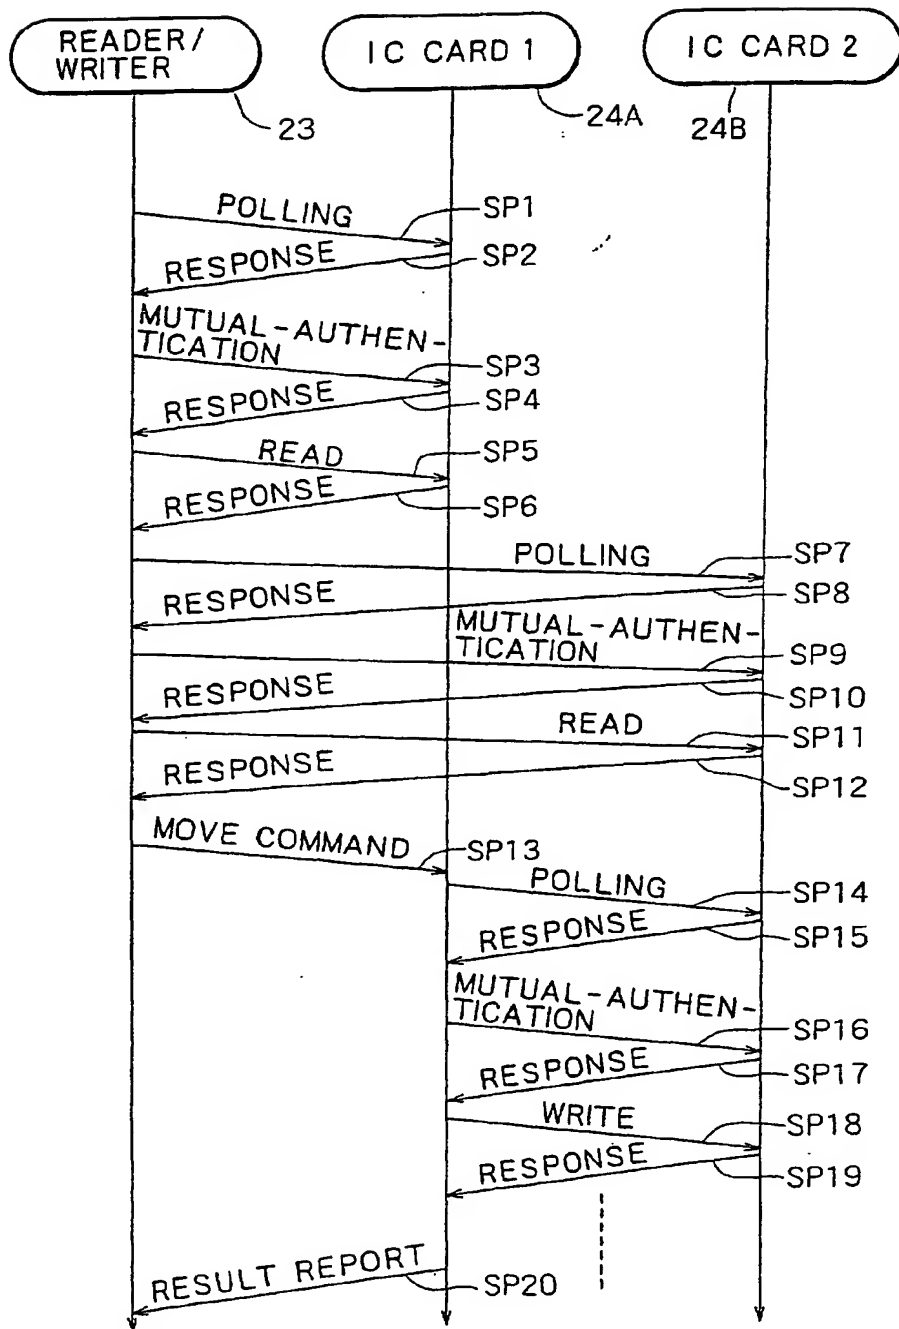 READER/
WRITER
IC CARD 1
IC CARD 2
23
24A
24B
POLLING
SP1
RESPONSE
SP2
MUTUAL-AUTHEN-
TICATION
SP3
RESPONSE
SP4
READ
SP5
RESPONSE
SP6
POLLING
SP7
RESPONSE
SP8
MUTUAL-AUTHEN-
TICATION
SP9
RESPONSE
SP10
READ
SP11
RESPONSE
SP12
MOVE COMMAND
SP13
POLLING
SP14
RESPONSE
SP15
MUTUAL-AUTHEN-
TICATION
SP16
RESPONSE
SP17
WRITE
SP18
RESPONSE
SP19
RESULT REPORT
SP20